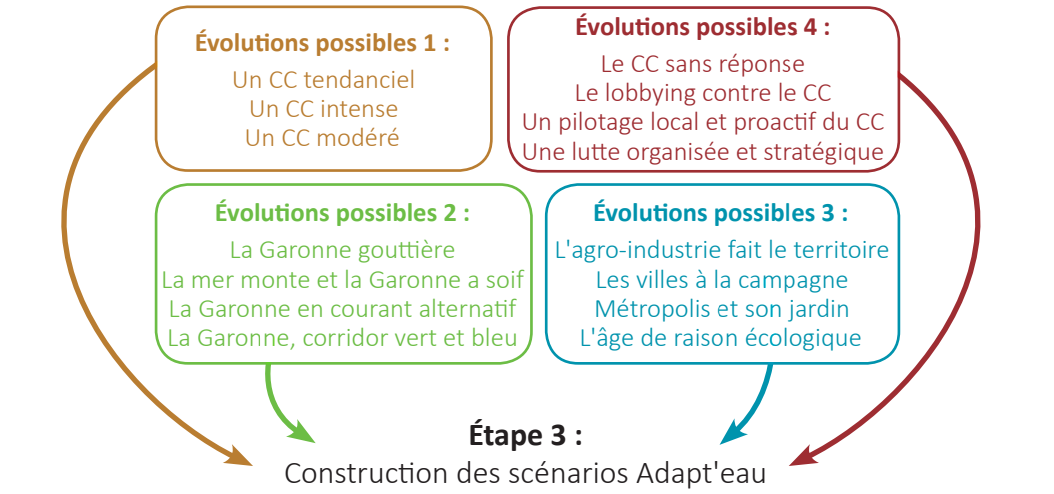 Évolutions possibles 1 :
Un CC tendanciel
Un CC intense
Un CC modéré
Évolutions possibles 4 :
Le CC sans réponse
Le lobbying contre le CC
Un pilotage local et proactif du CC
Une lutte organisée et stratégique
Évolutions possibles 2 :
La Garonne gouttière
La mer monte et la Garonne a soif
La Garonne en courant alternatif
La Garonne, corridor vert et bleu
Évolutions possibles 3 :
L'agro-industrie fait le territoire
Les villes à la campagne
Métropolis et son jardin
L'âge de raison écologique
Étape 3 :
Construction des scénarios Adapt'eau